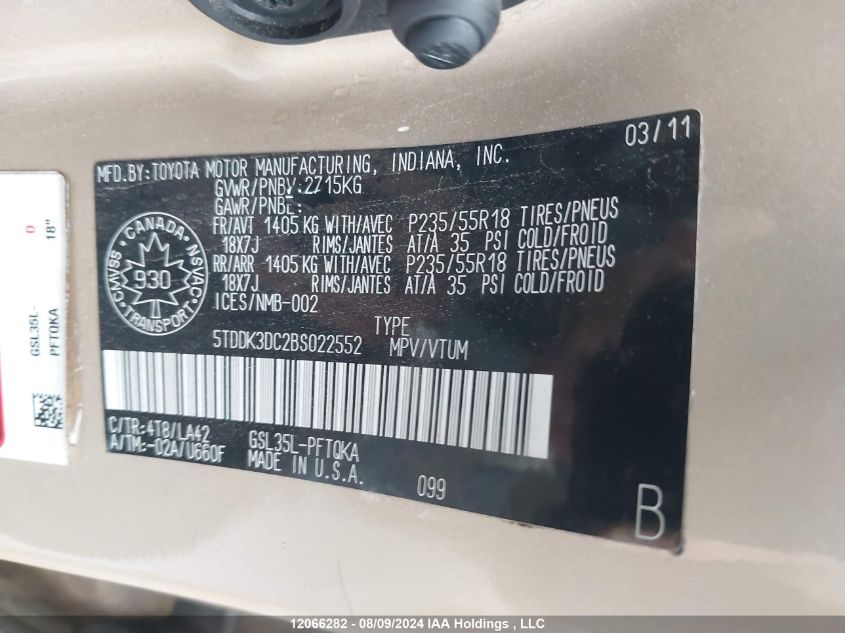 03/11
MFD.BY:TOYOTA MOTOR MANUFACTURING, INDIANA, INC.
GVWR/PNBV:2715KG
GAWR/PNBE:
FR/AVT 1405 KG WITH/AVEC P235/55R18 TIRES/PNEUS
18X7J RIMS/JANTES AT/A 35 PSI COLD/FROID
RR/ARR 1405 KG WITH/AVEC P235/55R18 TIRES/PNEUS
18X7J RIMS/JANTES AT/A 35 PSI COLD/FROID
ICES/NMB-002
CANADA
CMVSS
930
NSVAC
TRANSPORT
TYPE
5TDDK3DC2BS022552 MPV/VTUM
C/TR:4T8/LA42 GSL35L-PFTQKA
A/TM:-02A/U660F MADE IN U.S.A.
099
B
0
18"
GSL35L-
PFTQKA
12066282 - 08/09/2024 IAA Holdings , LLC